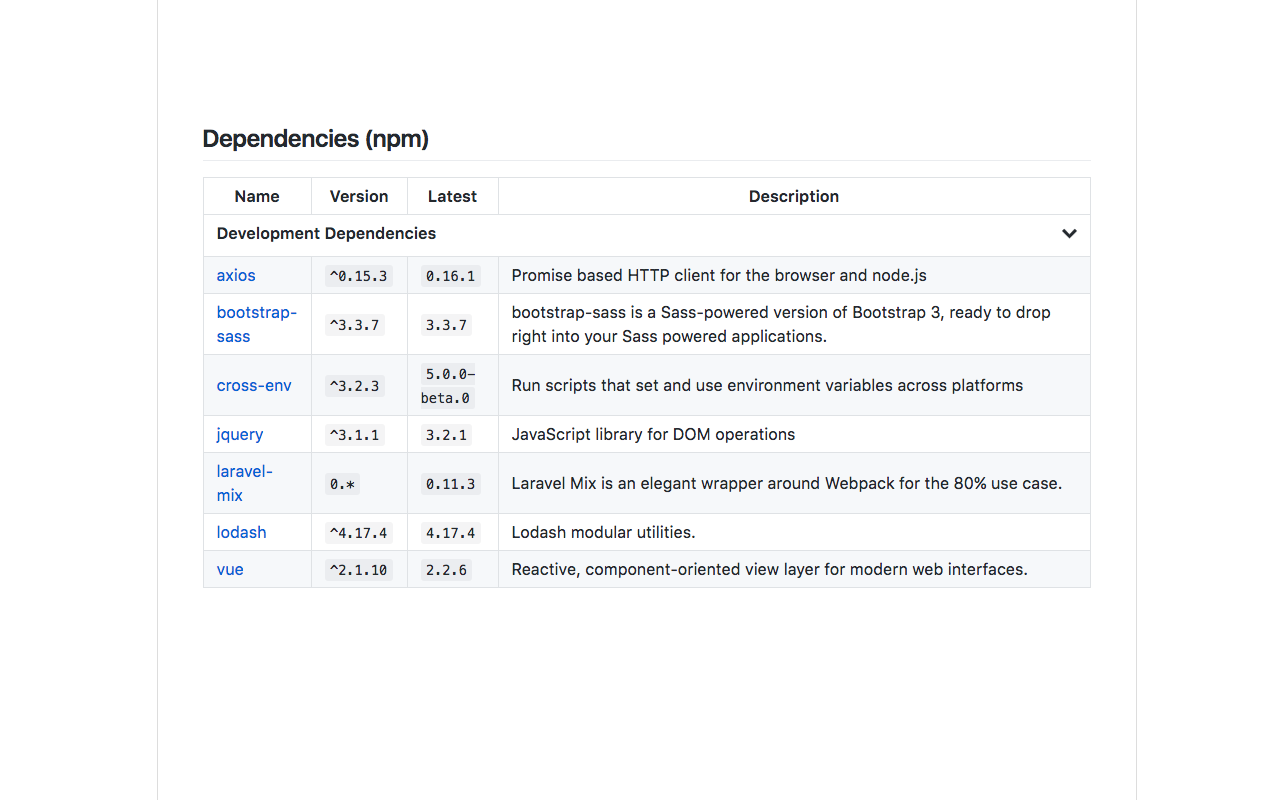 Dependencies (npm)
Name Version Latest Description
Development Dependencies
axios ^0.15.3 0.16.1 Promise based HTTP client for the browser and node.js
bootstrap-
sass ^3.3.7 3.3.7 bootstrap-sass is a Sass-powered version of Bootstrap 3, ready to drop
right into your Sass powered applications.
cross-env ^3.2.3 5.0.0-
beta.0 Run scripts that set and use environment variables across platforms
jquery ^3.1.1 3.2.1 JavaScript library for DOM operations
laravel-
mix 0.* 0.11.3 Laravel Mix is an elegant wrapper around Webpack for the 80% use case.
lodash ^4.17.4 4.17.4 Lodash modular utilities.
vue ^2.1.10 2.2.6 Reactive, component-oriented view layer for modern web interfaces.